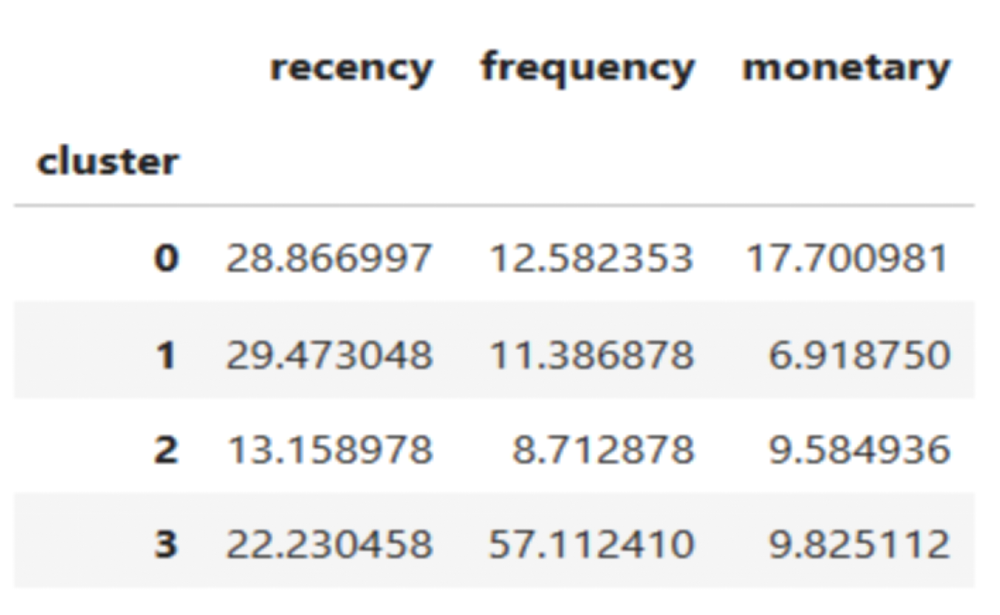 recency frequency monetary
cluster
0 28.866997 12.582353 17.700981
1 29.473048 11.386878 6.918750
2 13.158978 8.712878 9.584936
3 22.230458 57.112410 9.825112